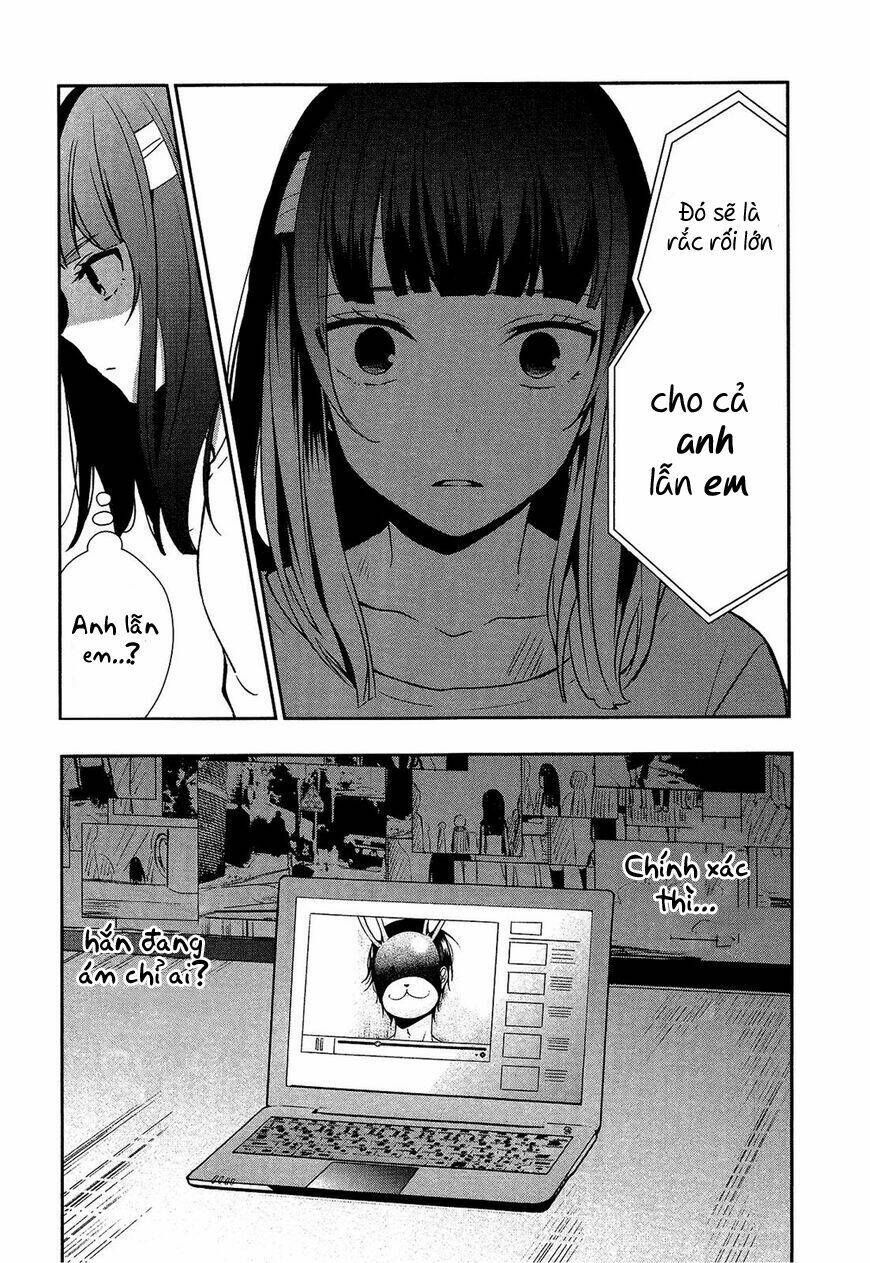 Đó sẽ là
rắc rối lớn
cho cả
anh
lẫn em
Anh lẫn
em...?
Chính xác
thì...
hắn đang
ám chỉ ai?